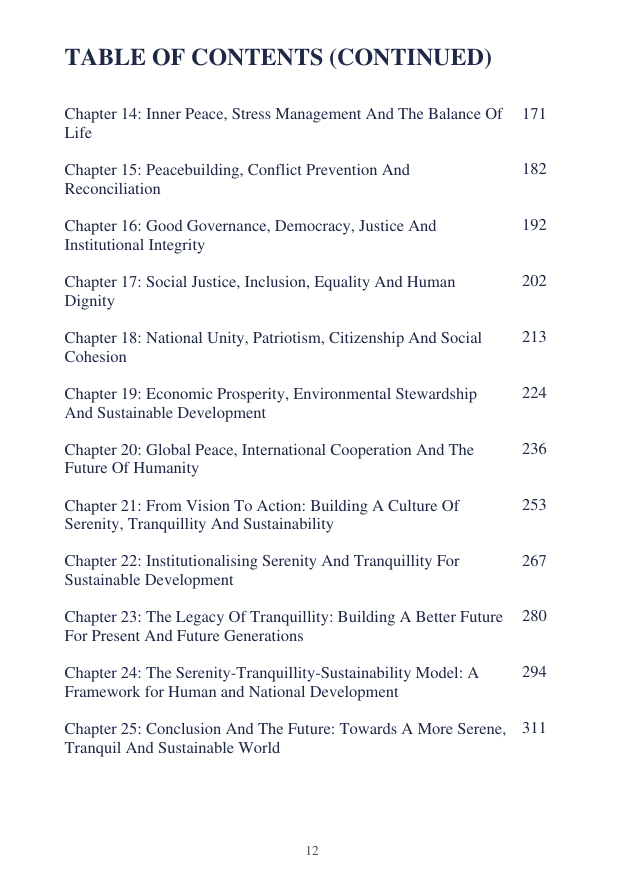 TABLE OF CONTENTS (CONTINUED)
Chapter 14: Inner Peace, Stress Management And The Balance Of 171
Life
Chapter 15: Peacebuilding, Conflict Prevention And 182
Reconciliation
Chapter 16: Good Governance, Democracy, Justice And 192
Institutional Integrity
Chapter 17: Social Justice, Inclusion, Equality And Human 202
Dignity
Chapter 18: National Unity, Patriotism, Citizenship And Social 213
Cohesion
Chapter 19: Economic Prosperity, Environmental Stewardship 224
And Sustainable Development
Chapter 20: Global Peace, International Cooperation And The 236
Future Of Humanity
Chapter 21: From Vision To Action: Building A Culture Of 253
Serenity, Tranquillity And Sustainability
Chapter 22: Institutionalising Serenity And Tranquillity For 267
Sustainable Development
Chapter 23: The Legacy Of Tranquillity: Building A Better Future 280
For Present And Future Generations
Chapter 24: The Serenity-Tranquillity-Sustainability Model: A 294
Framework for Human and National Development
Chapter 25: Conclusion And The Future: Towards A More Serene, 311
Tranquil And Sustainable World
12